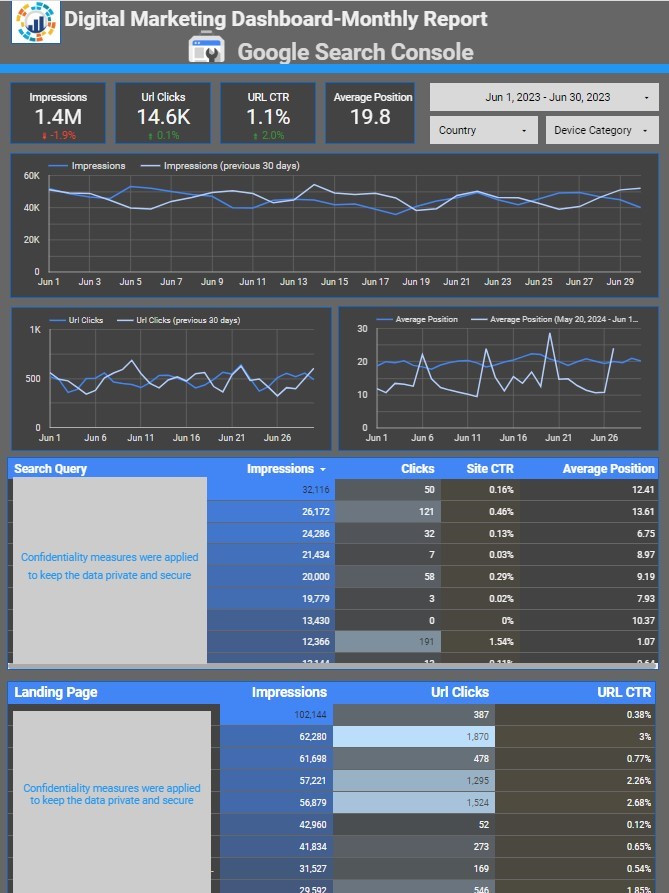 Digital Marketing Dashboard-Monthly Report
Google Search Console
Impressions
1.4M
-1.9%
Url Clicks
14.6K
0.1%
URL CTR
1.1%
2.0%
Average Position
19.8
Jun 1, 2023 - Jun 30, 2023
Country
Device Category
Impressions Impressions (previous 30 days)
60K
40K
20K
0
Jun 1 Jun 3 Jun 5 Jun 7 Jun 9 Jun 11 Jun 13 Jun 15 Jun 17 Jun 19 Jun 21 Jun 23 Jun 25 Jun 27 Jun 29
Url Clicks Url Clicks (previous 30 days)
1K
500
0
Jun 1 Jun 6 Jun 11 Jun 16 Jun 21 Jun 26
Average Position Average Position (May 20, 2024 - Jun 1...
30
20
10
0
Jun 1 Jun 6 Jun 11 Jun 16 Jun 21 Jun 26
Search Query Impressions Clicks Site CTR Average Position
32,116 50 0.16% 12.41
26,172 121 0.46% 13.61
24,286 32 0.13% 6.75
21,434 7 0.03% 8.97
20,000 58 0.29% 9.19
19,779 3 0.02% 7.93
13,430 0 0% 10.37
12,366 191 1.54% 1.07
Confidentiality measures were applied
to keep the data private and secure
Landing Page Impressions Url Clicks URL CTR
102,144 387 0.38%
62,280 1,870 3%
61,698 478 0.77%
57,221 1,295 2.26%
56,879 1,524 2.68%
42,960 52 0.12%
41,834 273 0.65%
31,527 169 0.54%
29,592 546 1.85%
Confidentiality measures were applied
to keep the data private and secure